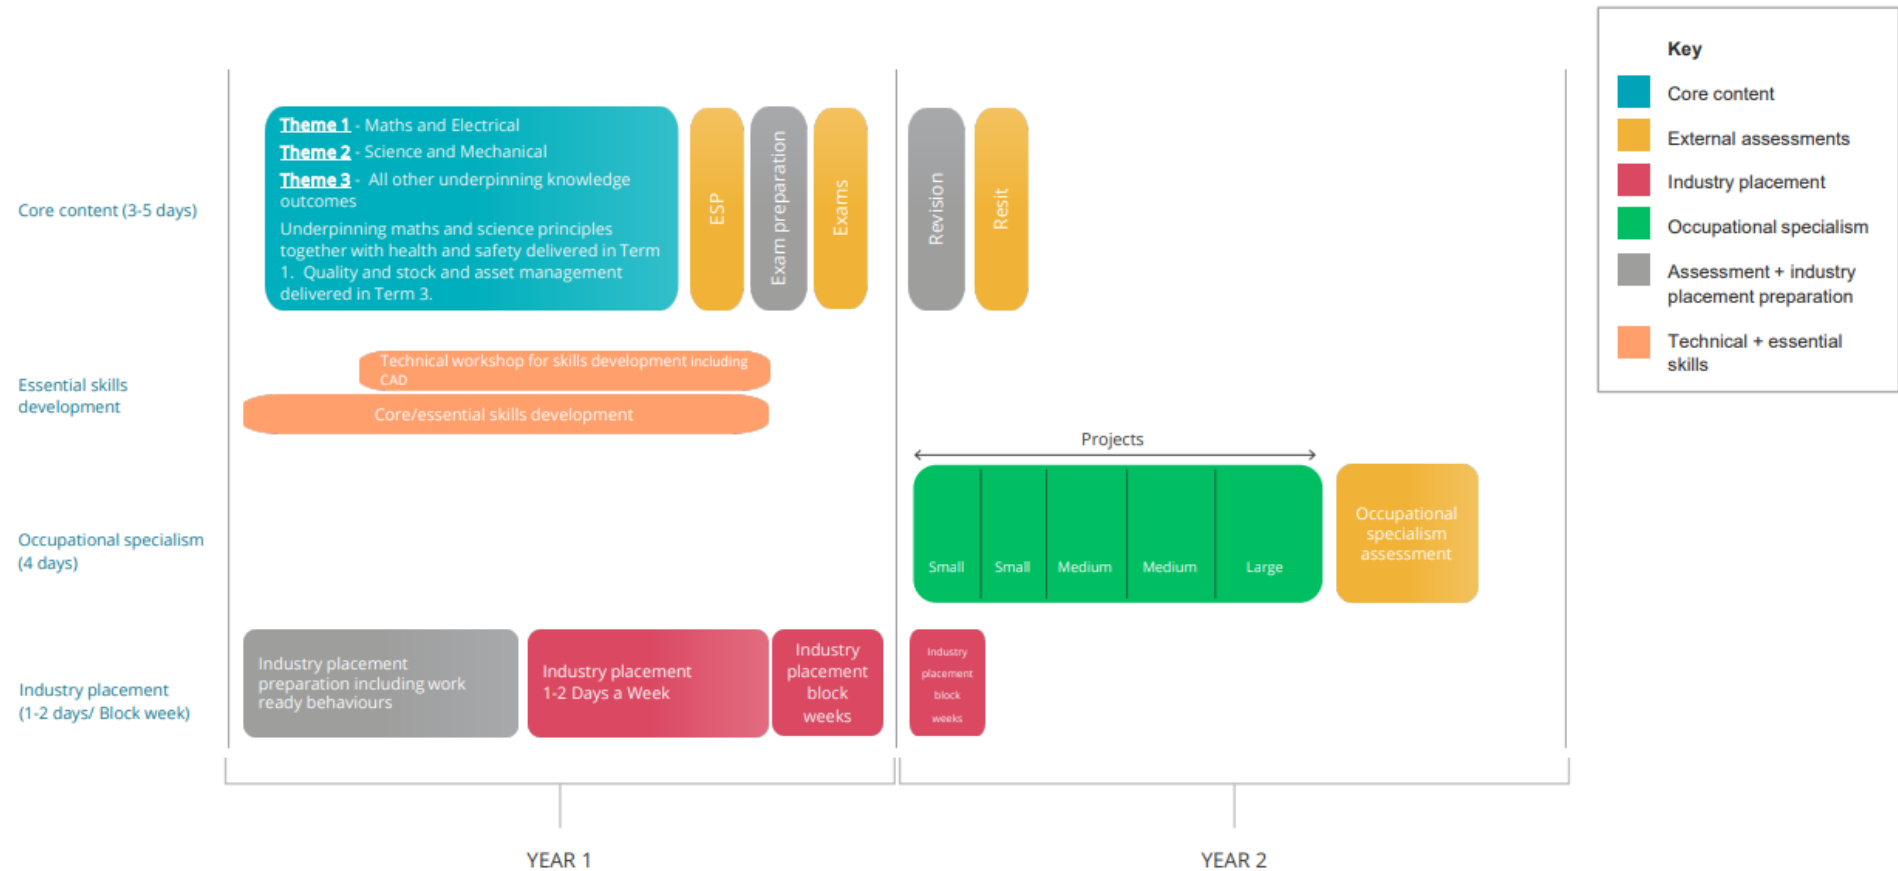 Key
Core content
External assessments
Industry placement
Occupational specialism
Assessment + industry
placement preparation
Technical + essential
skills
Core content (3-5 days)
Theme 1 - Maths and Electrical
Theme 2 - Science and Mechanical
Theme 3 - All other underpinning knowledge
outcomes
Underpinning maths and science principles
together with health and safety delivered in Term
1. Quality and stock and asset management
delivered in Term 3.
ESP
Exam preparation
Exams
Revision
Resit
Essential skills
development
Technical workshop for skills development including
CAD
Core/essential skills development
Projects
Occupational specialism
(4 days)
Small
Small
Medium
Medium
Large
Occupational
specialism
assessment
Industry placement
(1-2 days/ Block week)
Industry placement
preparation including work
ready behaviours
Industry placement
1-2 Days a Week
Industry
placement
block
weeks
Industry
placement
block
weeks
YEAR 1
YEAR 2